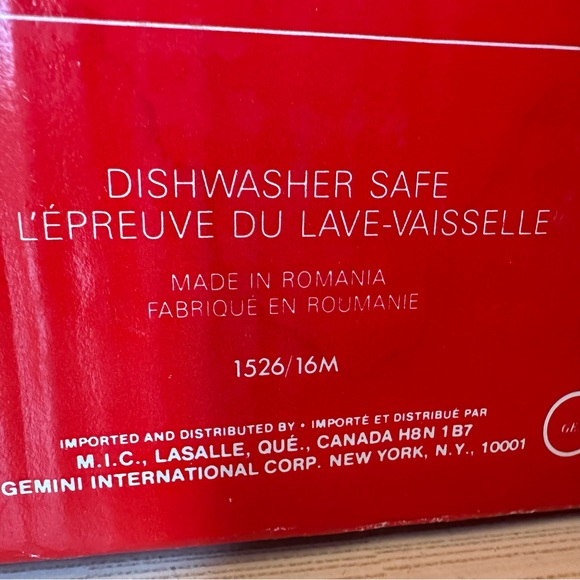 DISHWASHER SAFE
L'ÉPREUVE DU LAVE-VAISSELLE
MADE IN ROMANIA
FABRIQUÉ EN ROUMANIE
1526/16M
IMPORTED AND DISTRIBUTED BY • IMPORTÉ ET DISTRIBUÉ PAR
M.I.C., LASALLE, QUÉ., CANADA H8N 1B7
GEMINI INTERNATIONAL CORP. NEW YORK, N.Y., 10001
GE